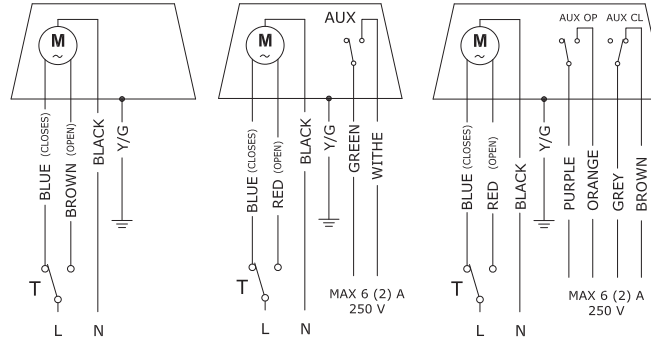 M
~
BLUE (CLOSES)
BROWN (OPEN)
BLACK
Y/G
T
L
N
AUX
M
~
BLUE (CLOSES)
RED (OPEN)
BLACK
Y/G
GREEN
WITHE
T
L
N
MAX 6 (2) A
250 V
AUX OP
AUX CL
M
~
BLUE (CLOSES)
RED (OPEN)
BLACK
Y/G
PURPLE
ORANGE
GREY
BROWN
T
L
N
MAX 6 (2) A
250 V